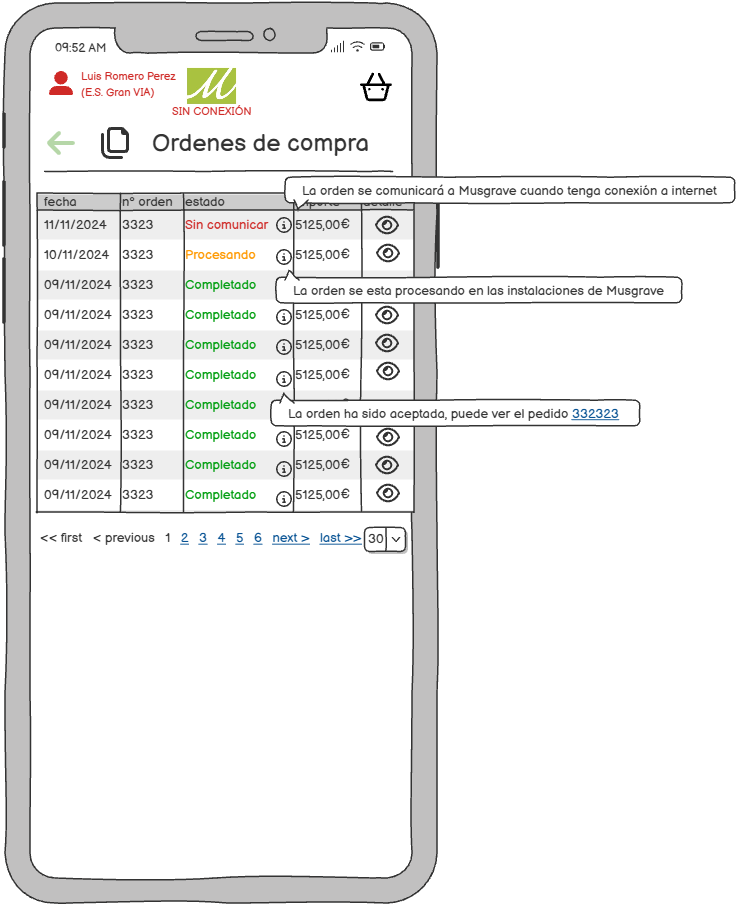 09:52 AM
Luis Romero Perez
(E.S. Gran VIA)
M
SIN CONEXIÓN
Ordenes de compra
La orden se comunicará a Musgrave cuando tenga conexión a internet
fecha nº orden estado
11/11/2024 3323 Sin comunicar i 5125,00€
10/11/2024 3323 Procesando i 5125,00€
09/11/2024 3323 Completado
La orden se esta procesando en las instalaciones de Musgrave
09/11/2024 3323 Completado i 5125,00€
09/11/2024 3323 Completado i 5125,00€
09/11/2024 3323 Completado i 5125,00€
09/11/2024 3323 Completado
La orden ha sido aceptada, puede ver el pedido 332323
09/11/2024 3323 Completado i 5125,00€
09/11/2024 3323 Completado i 5125,00€
09/11/2024 3323 Completado i 5125,00€
<< first < previous 1 2 3 4 5 6 next > last >> 30